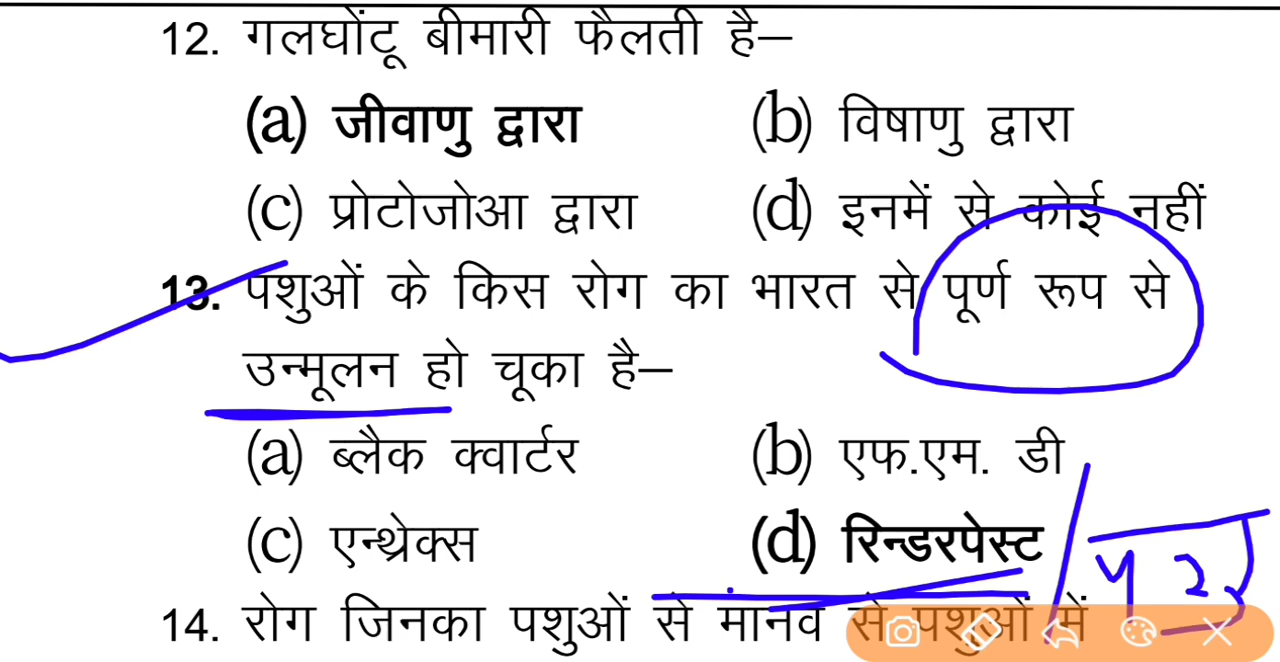 12. गलघोंटू बीमारी फैलती है–
(a) जीवाणु द्वारा (b) विषाणु द्वारा
(c) प्रोटोजोआ द्वारा (d) इनमें से कोई नहीं
13. पशुओं के किस रोग का भारत से पूर्ण रूप से
उन्मूलन हो चूका है–
(a) ब्लैक क्वार्टर (b) एफ.एम. डी
(c) एन्थ्रेक्स (d) रिन्डरपेस्ट
14. रोग जिनका पशुओं से मानव से पशुओं में